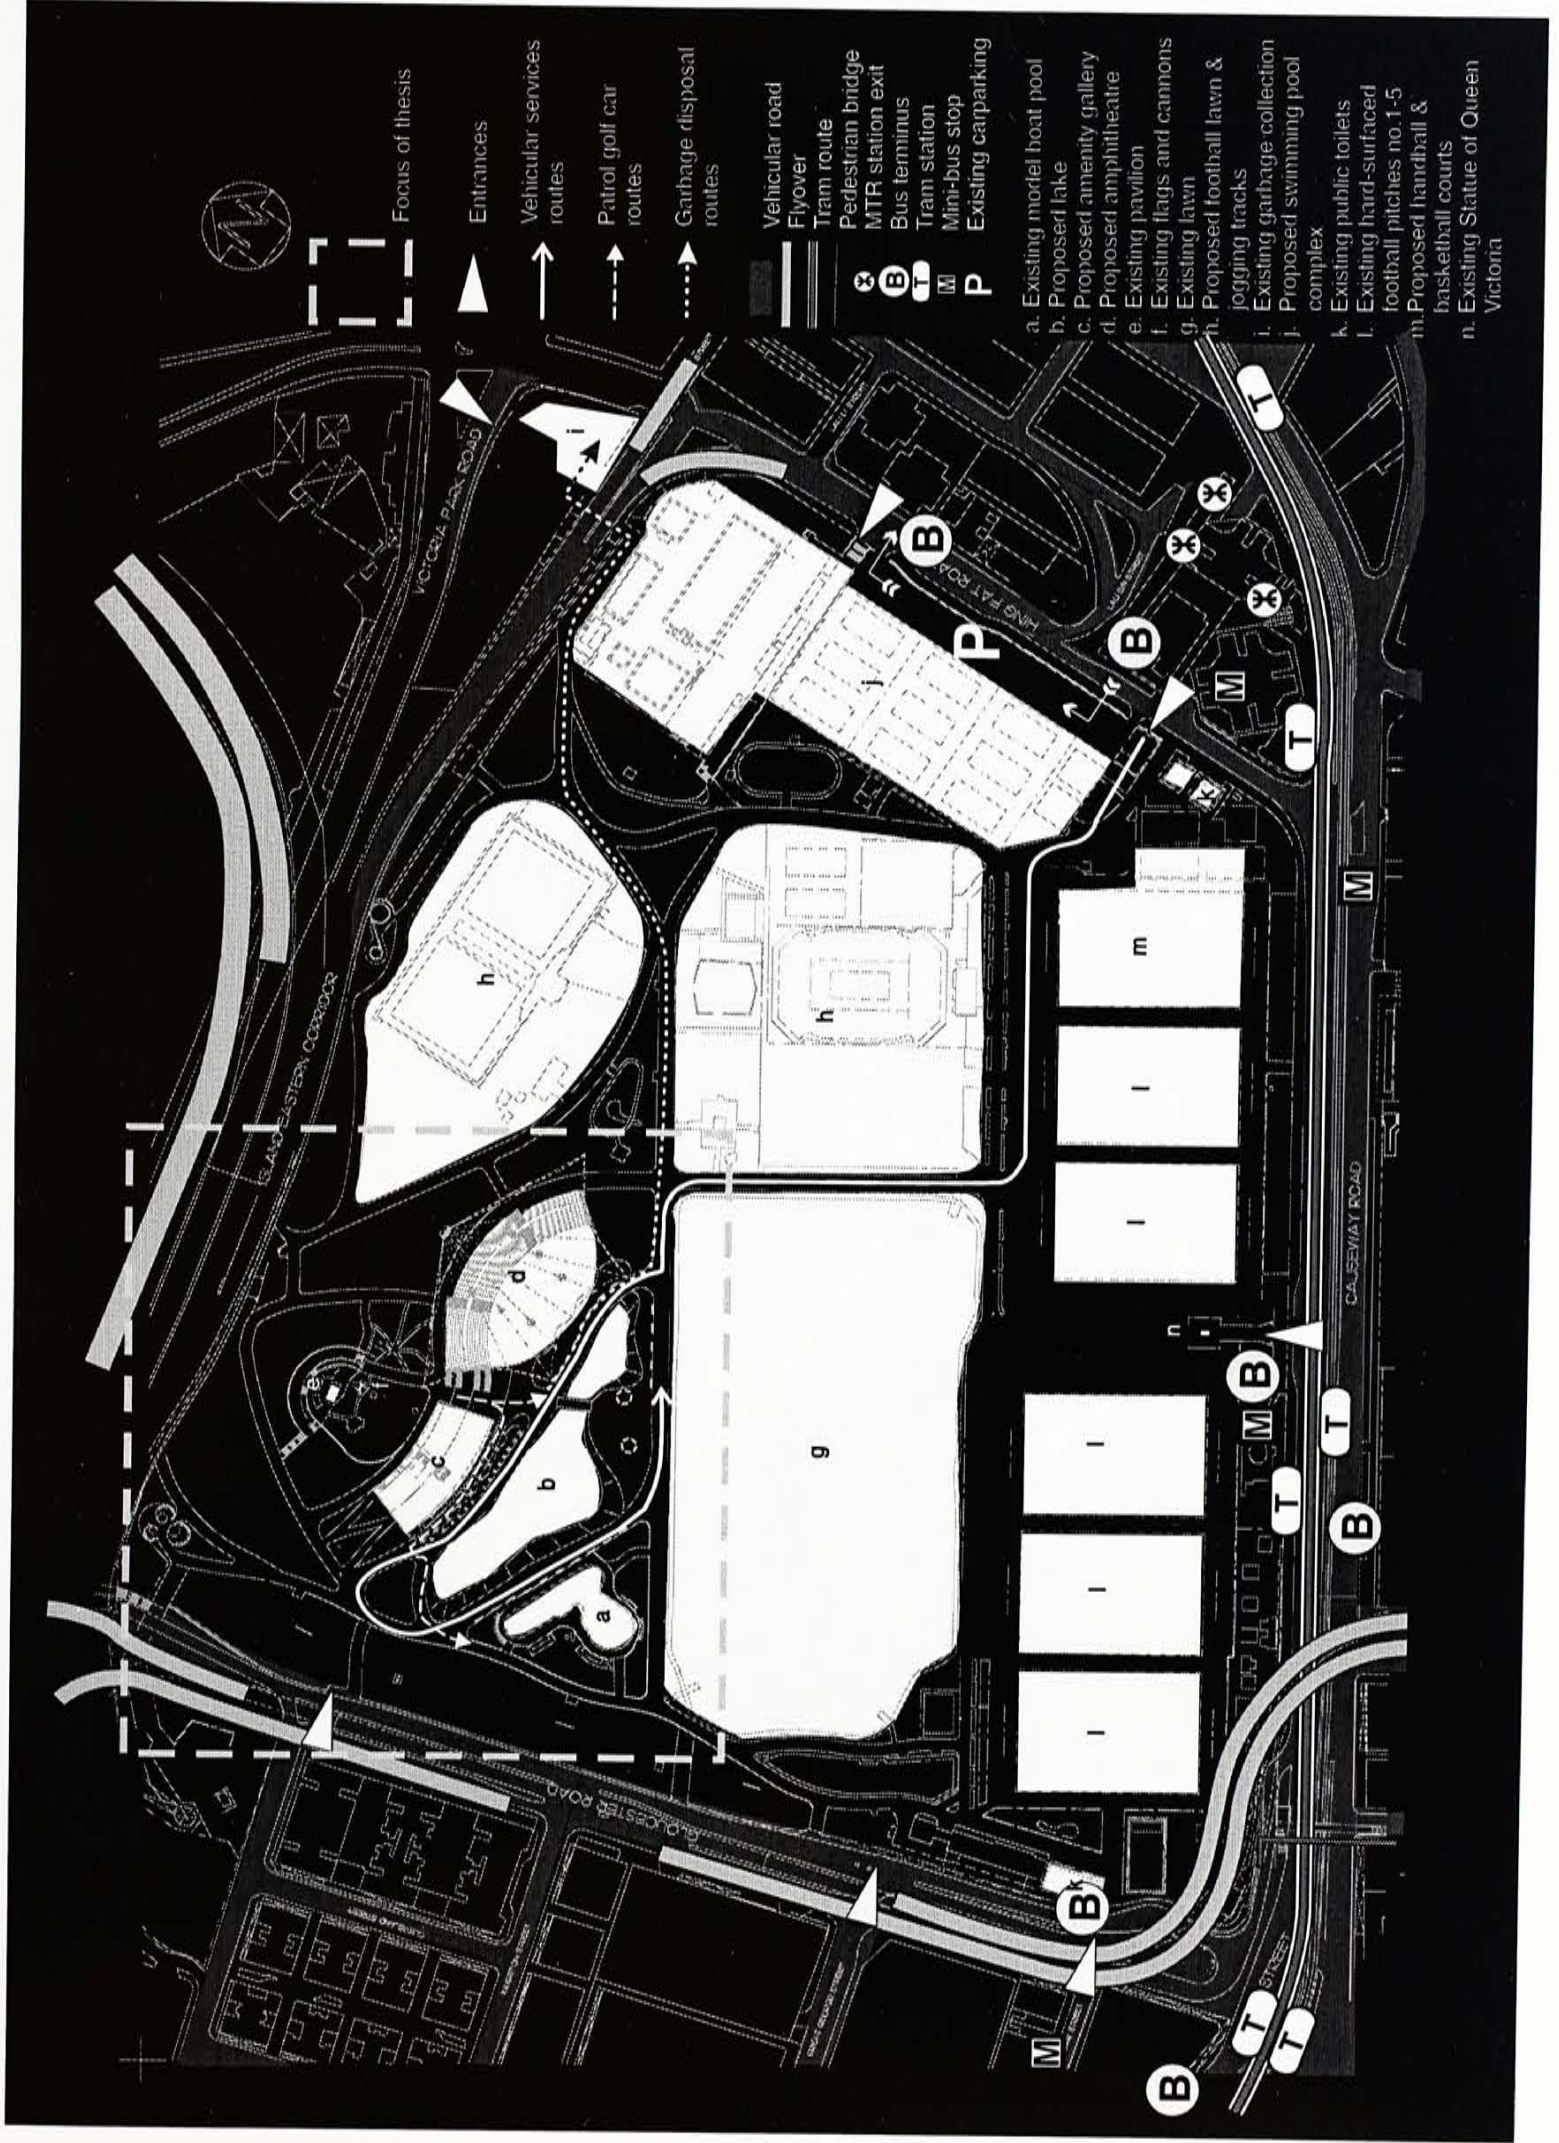 Focus of thesis
Entrances
Vehicular services
routes
Patrol golf car
routes
Garbage disposal
routes
Vehicular road
Flyover
Tram route
Pedestrian bridge
MTR station exit
B Bus terminus
T Tram station
M Mini-bus stop
P Existing carparking
a. Existing model boat pool
b. Proposed lake
c. Proposed amenity gallery
d. Proposed amphitheatre
e. Existing pavilion
f. Existing flags and cannons
g. Existing lawn
h. Proposed football lawn &
jogging tracks
i. Existing garbage collection
j. Proposed swimming pool
complex
k. Existing public toilets
l. Existing hard-surfaced
football pitches no.1-5
m. Proposed handball &
basketball courts
n. Existing Statue of Queen
Victoria
VICTORIA PARK ROAD
ISLAND EASTERN CORRIDOR
HING FAT ROAD
GLOUCESTER ROAD
CAUSEWAY ROAD
STREET
a
b
c
d
e
f
g
h
h
i
j
k
k
l
l
l
l
l
m
n
P
B
B
B
B
B
B
T
T
T
T
T
T
M
M
M
M